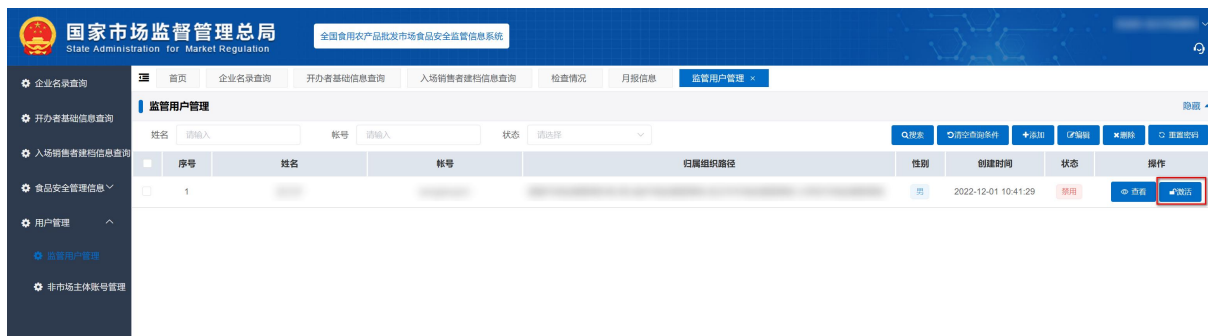 国家市场监督管理总局
State Administration for Market Regulation
全国食用农产品批发市场食品安全监管信息系统
企业名录查询
开办者基础信息查询
入场销售者建档信息查询
食品安全管理信息
用户管理
监管用户管理
非市场主体账号管理
首页 企业名录查询 开办者基础信息查询 入场销售者建档信息查询 检查情况 月报信息 监管用户管理 ×
监管用户管理 隐藏
姓名 请输入 帐号 请输入 状态 请选择 搜索 清空查询条件 +添加 编辑 ×删除 重置密码
序号 姓名 帐号 归属组织路径 性别 创建时间 状态 操作
1 男 2022-12-01 10:41:29 禁用 查看 激活